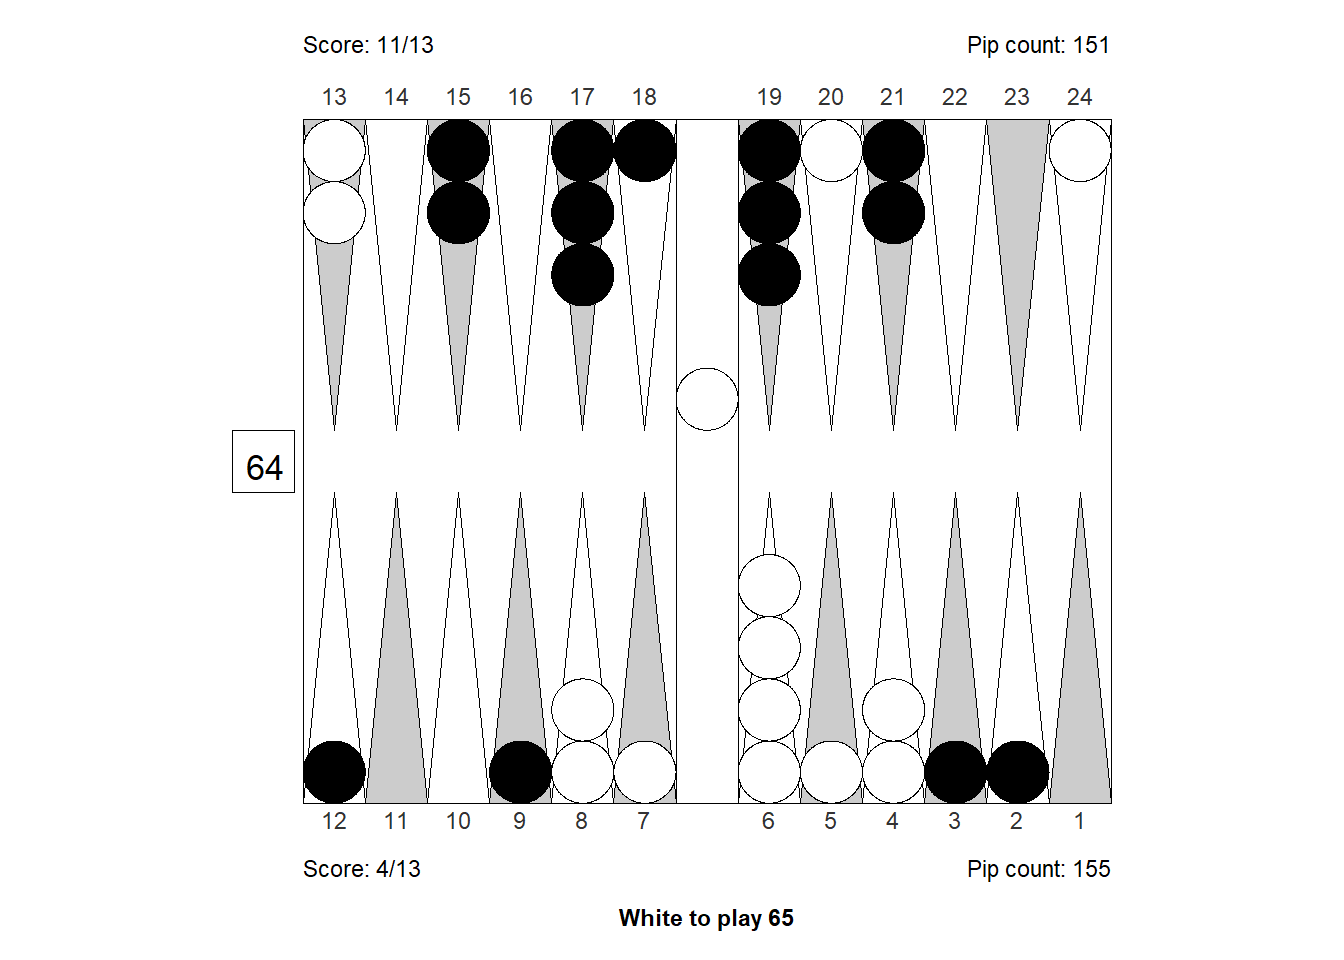 Score: 11/13 Pip count: 151
13 14 15 16 17 18 19 20 21 22 23 24
64
12 11 10 9 8 7 6 5 4 3 2 1
Score: 4/13 Pip count: 155
White to play 65